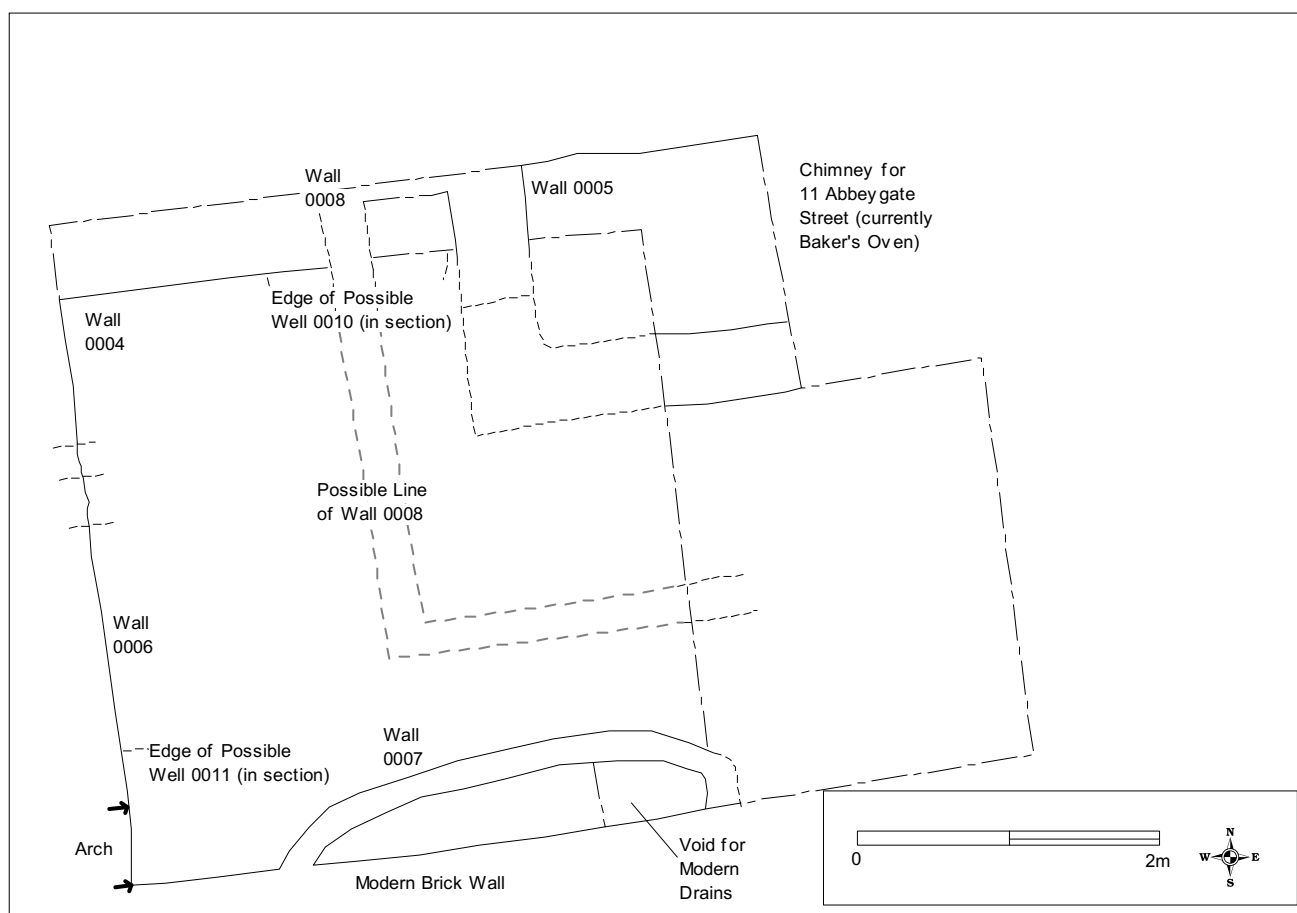 Wall
0008
Wall 0005
Chimney for
11 Abbeygate
Street (currently
Baker's Oven)
Edge of Possible
Well 0010 (in section)
Wall
0004
Possible Line
of Wall 0008
Wall
0006
Wall
0007
Edge of Possible
Well 0011 (in section)
Arch
Modern Brick Wall
Void for
Modern
Drains
0
2m
N
W
E
S